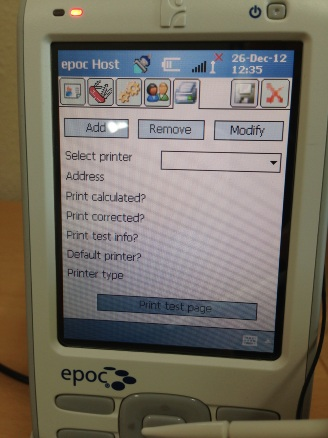 epoc Host 26-Dec-12
12:35
Add Remove Modify
Select printer
Address
Print calculated?
Print corrected?
Print test info?
Default printer?
Printer type
Print test page
epoc